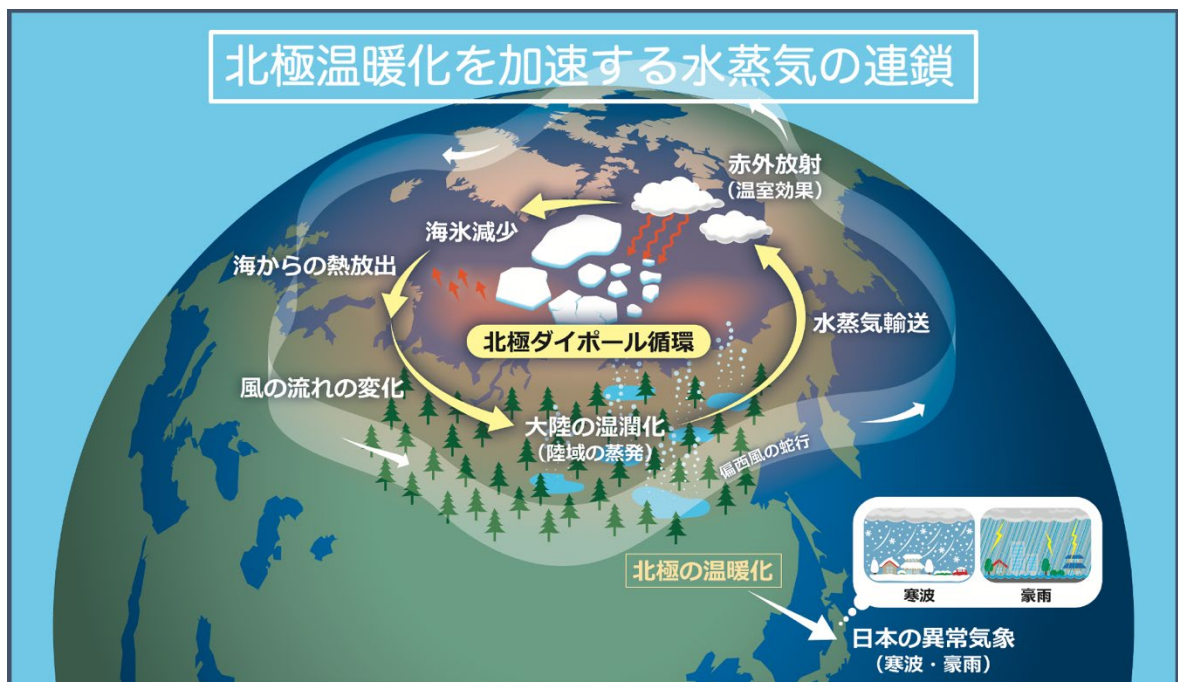 北極温暖化を加速する水蒸気の連鎖
赤外放射
（温室効果）
海氷減少
海からの熱放出
水蒸気輸送
北極ダイポール循環
風の流れの変化
大陸の湿潤化
（陸域の蒸発）
偏西風の蛇行
北極の温暖化
寒波
豪雨
日本の異常気象
（寒波・豪雨）